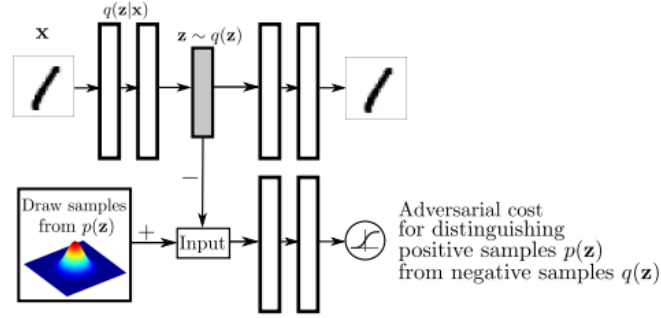 q(z|x)
x
z ∼ q(z)
−
Draw samples
from p(z)
+
Input
Adversarial cost
for distinguishing
positive samples p(z)
from negative samples q(z)